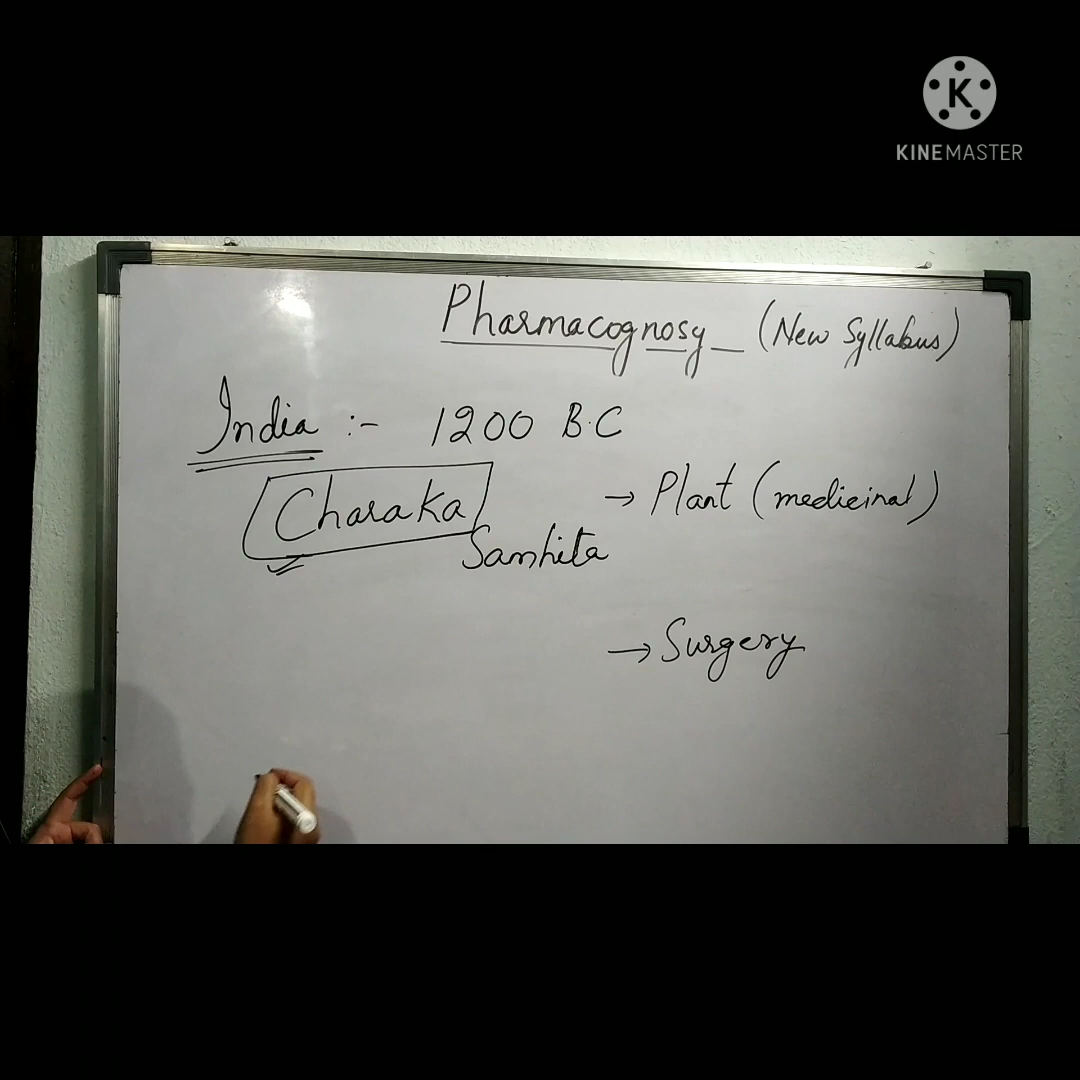 K
KINEMASTER
Pharmacognosy (New Syllabus)
India :- 1200 B.C
Charaka Samhita
→ Plant (medicinal)
→ Surgery